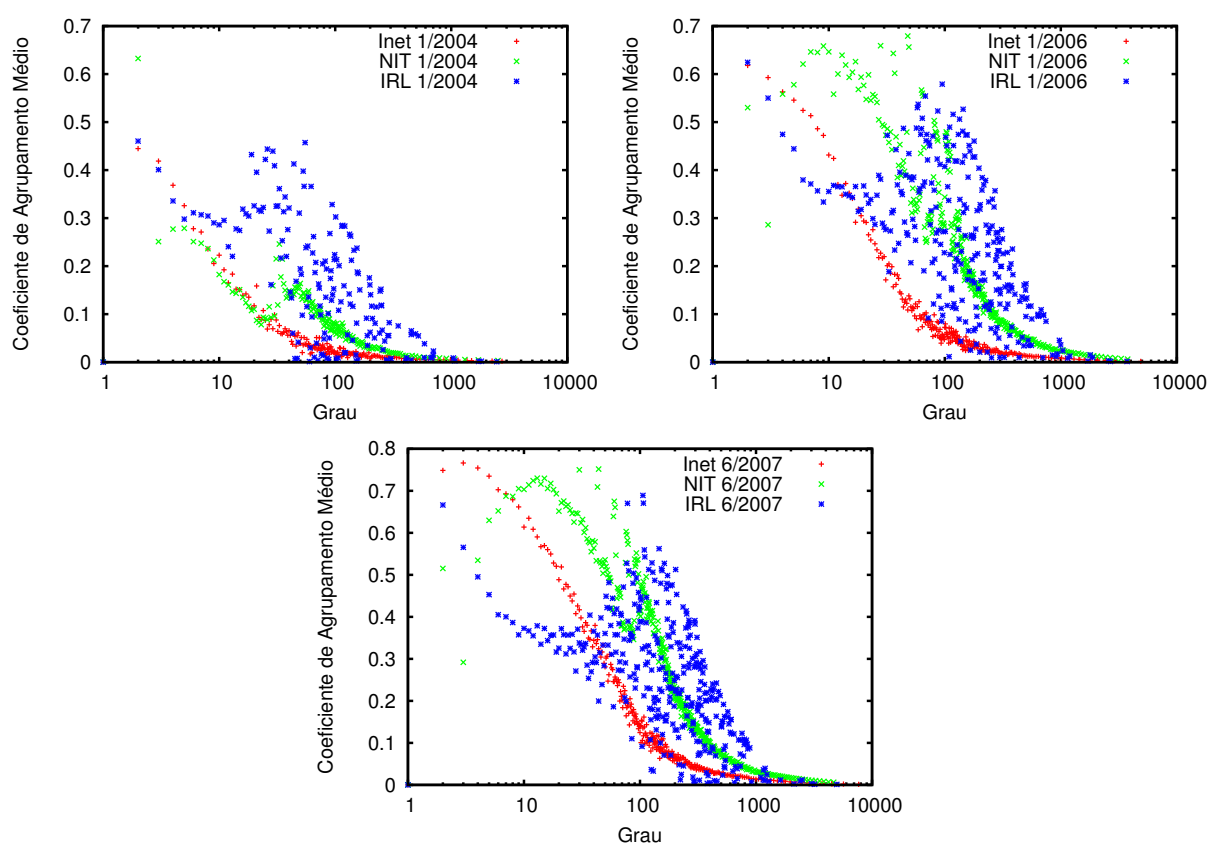 Coeficiente de Agrupamento Médio
0.7
0.6
0.5
0.4
0.3
0.2
0.1
0
1 10 100 1000 10000
Grau
Inet 1/2004
NIT 1/2004
IRL 1/2004
Coeficiente de Agrupamento Médio
0.7
0.6
0.5
0.4
0.3
0.2
0.1
0
1 10 100 1000 10000
Grau
Inet 1/2006
NIT 1/2006
IRL 1/2006
Coeficiente de Agrupamento Médio
0.8
0.7
0.6
0.5
0.4
0.3
0.2
0.1
0
1 10 100 1000 10000
Grau
Inet 6/2007
NIT 6/2007
IRL 6/2007